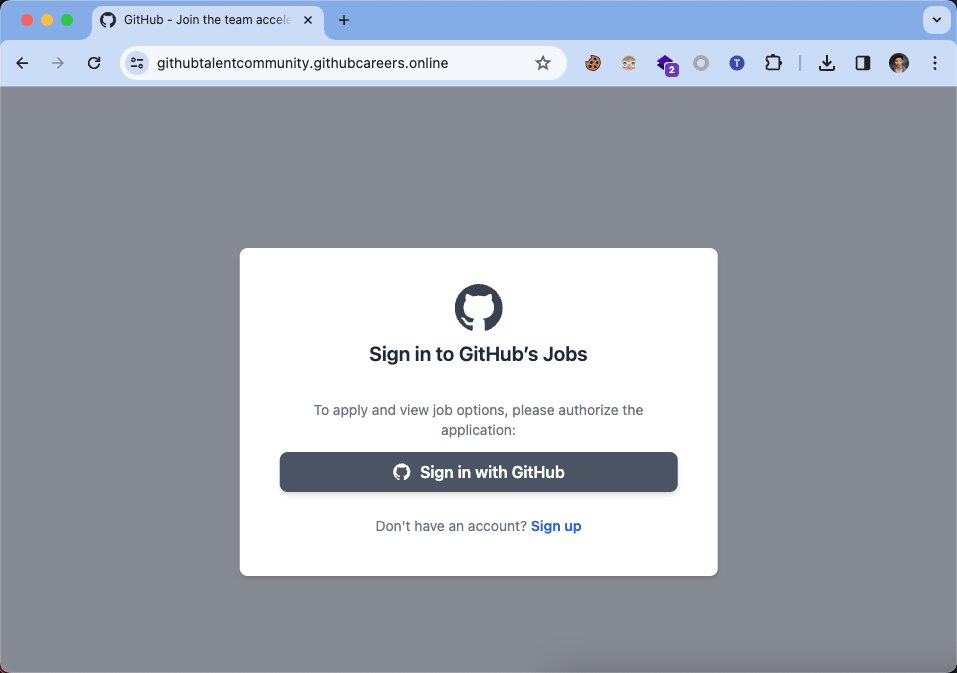 GitHub - Join the team accele
githubtalentcommunity.githubcareers.online
2
T
Sign in to GitHub’s Jobs
To apply and view job options, please authorize the
application:
Sign in with GitHub
Don't have an account? Sign up